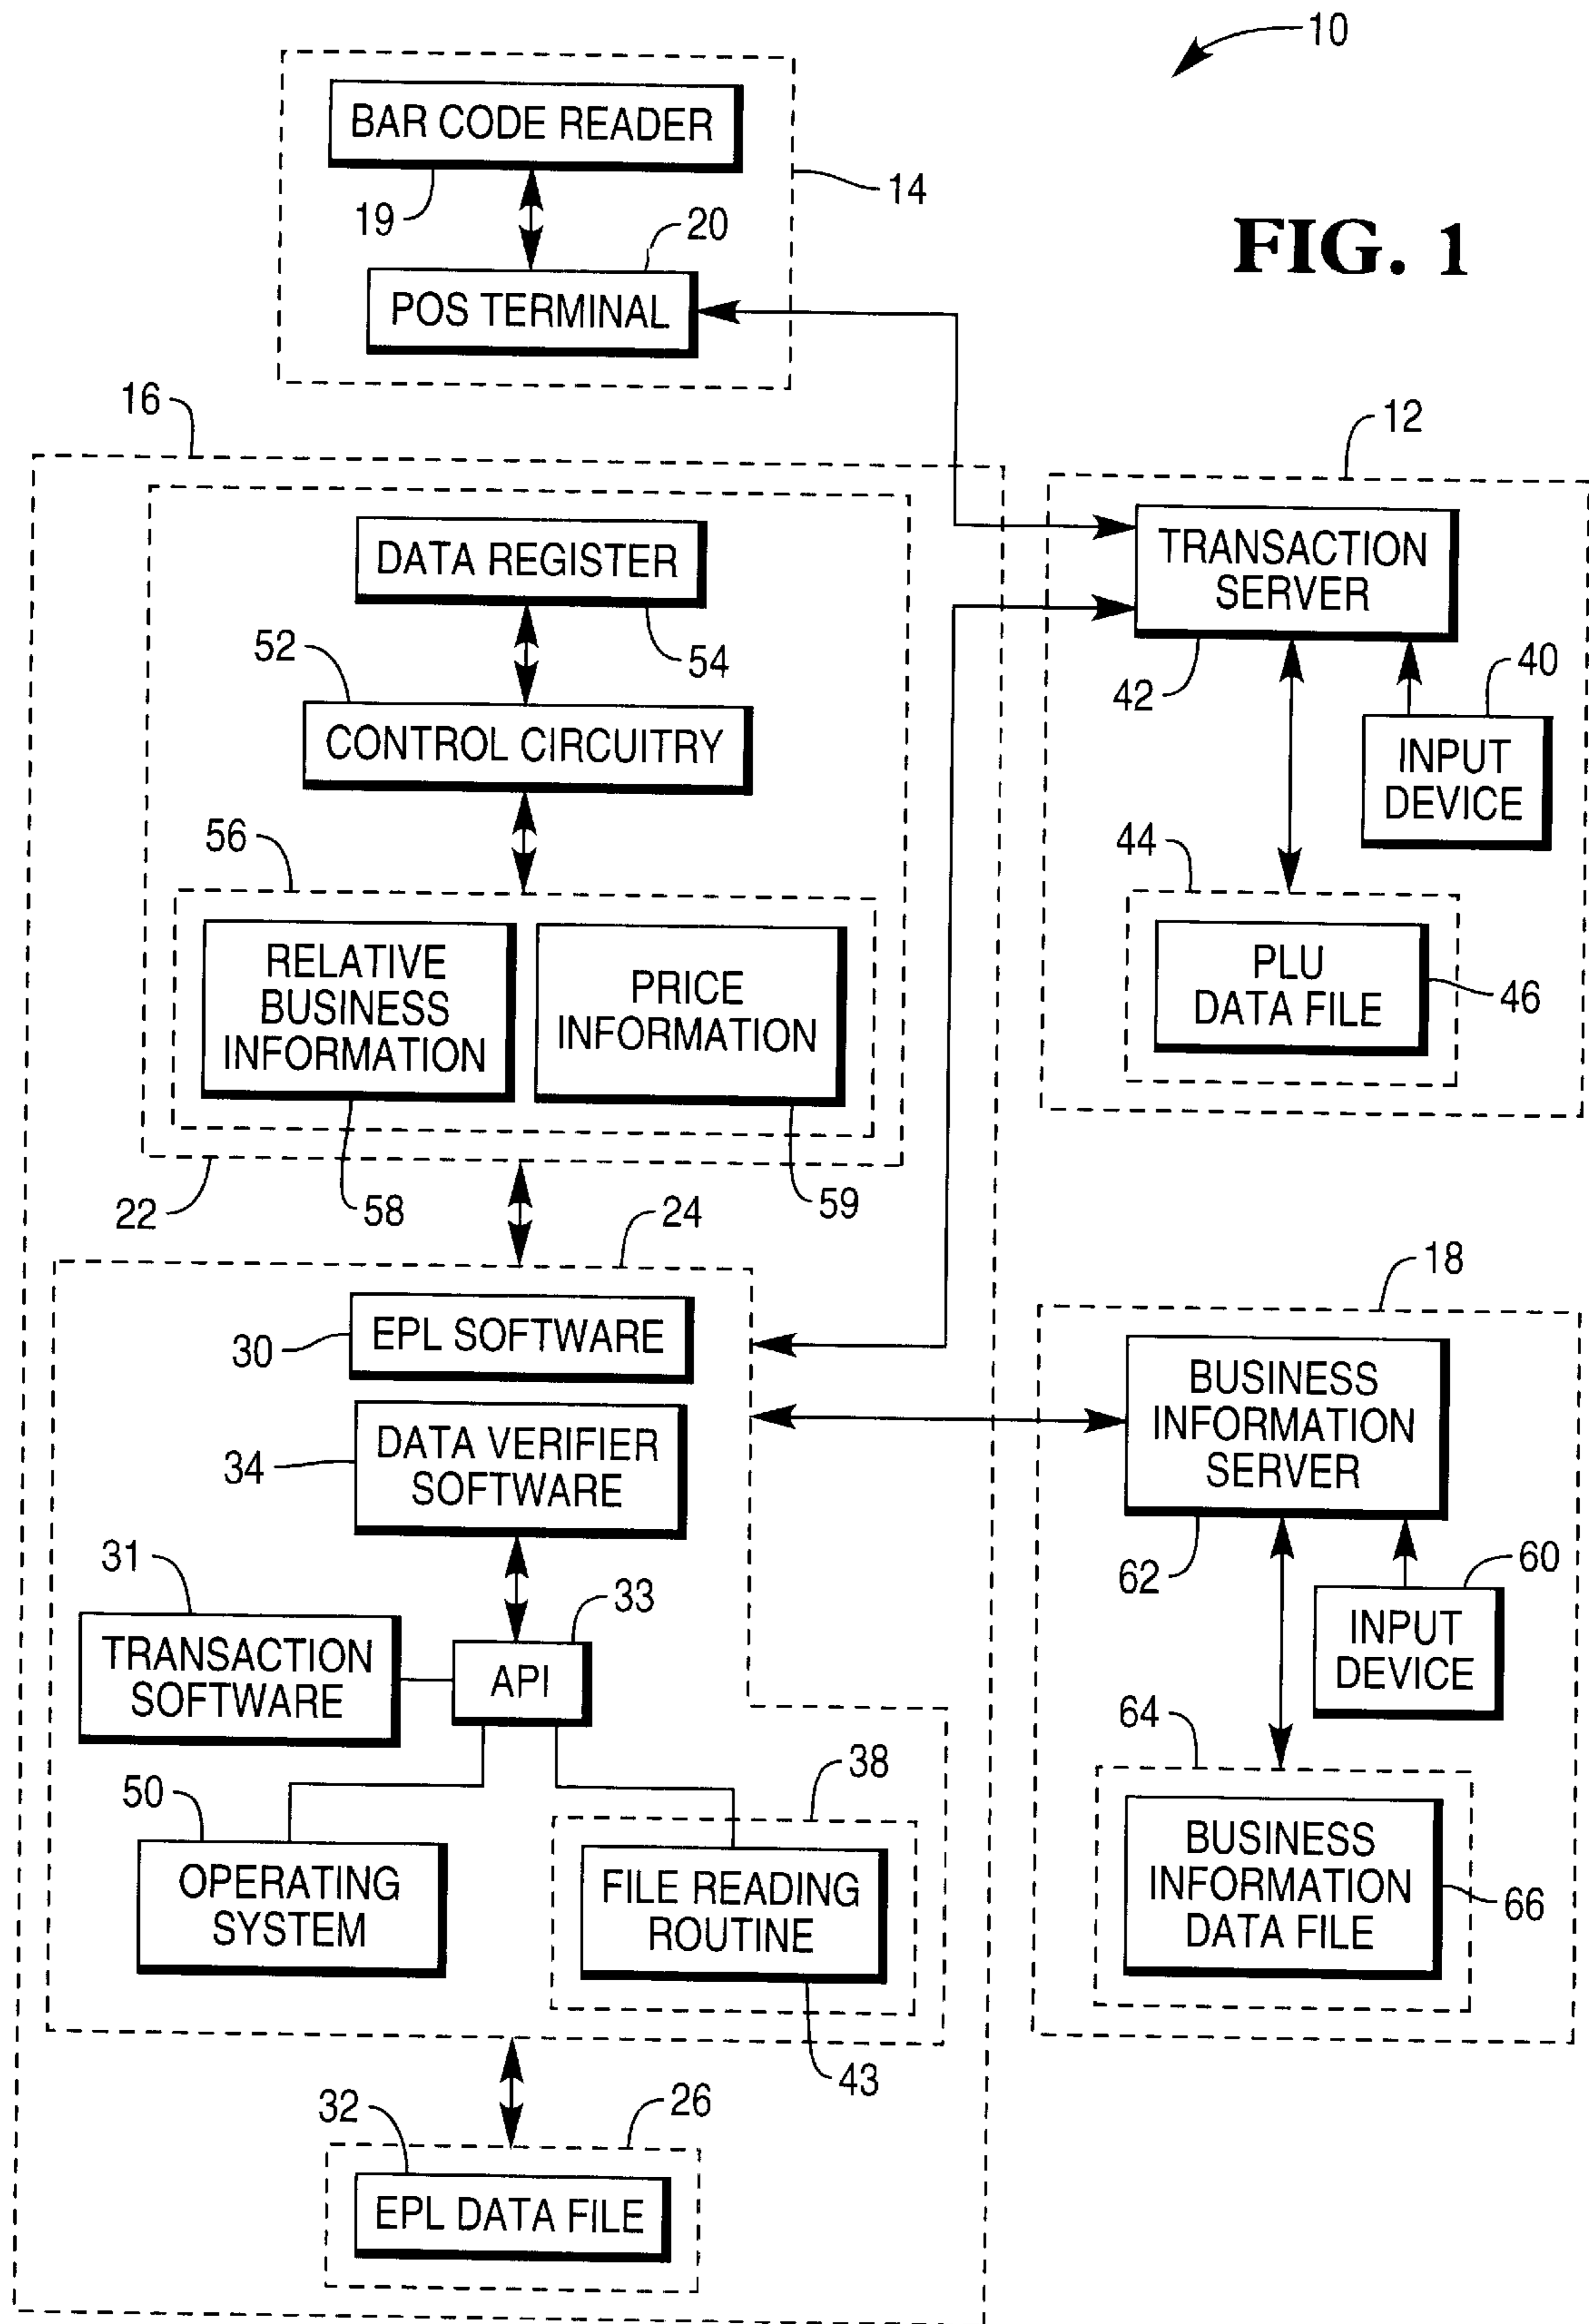 10
BAR CODE READER
14
19
20
FIG. 1
POS TERMINAL
16
12
DATA REGISTER
TRANSACTION
SERVER
52
54
42
40
CONTROL CIRCUITRY
INPUT
DEVICE
56
44
RELATIVE
BUSINESS
INFORMATION
PRICE
INFORMATION
PLU
DATA FILE
46
22
58
59
24
18
EPL SOFTWARE
30
BUSINESS
INFORMATION
SERVER
DATA VERIFIER
SOFTWARE
34
31
33
62
60
TRANSACTION
SOFTWARE
API
INPUT
DEVICE
64
38
50
OPERATING
SYSTEM
FILE READING
ROUTINE
BUSINESS
INFORMATION
DATA FILE
66
43
32
26
EPL DATA FILE